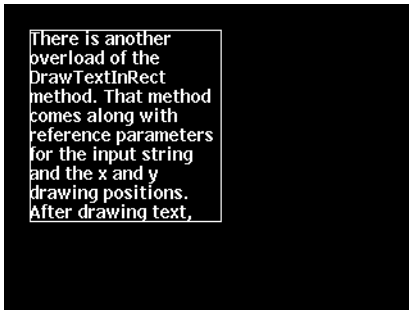 There is another
overload of the
DrawTextInRect
method. That method
comes along with
reference parameters
for the input string
and the x and y
drawing positions.
After drawing text,